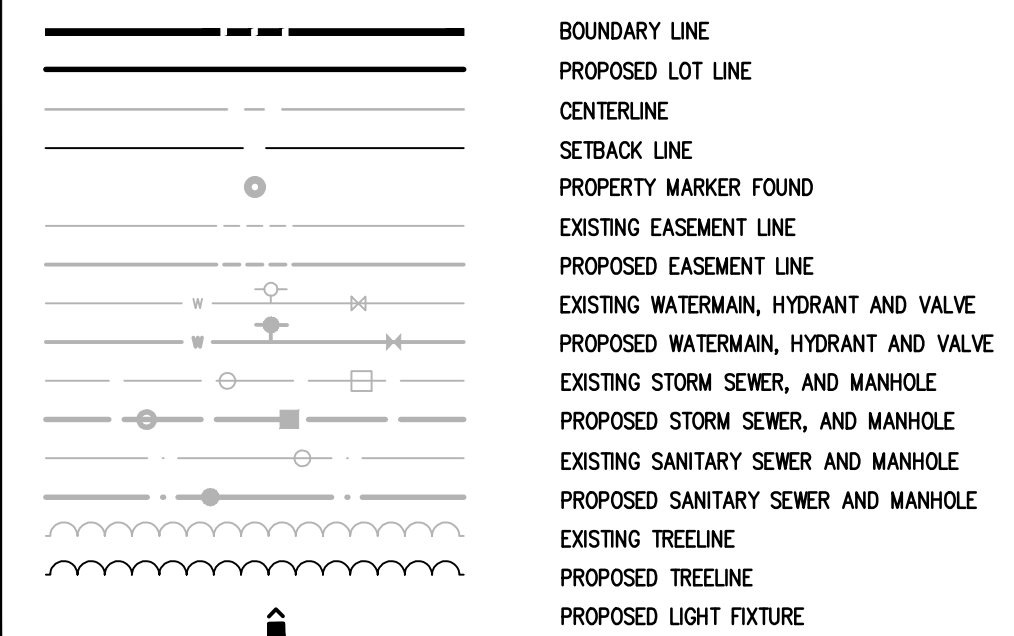 BOUNDARY LINE
PROPOSED LOT LINE
CENTERLINE
SETBACK LINE
PROPERTY MARKER FOUND
EXISTING EASEMENT LINE
PROPOSED EASEMENT LINE
W EXISTING WATERMAIN, HYDRANT AND VALVE
W PROPOSED WATERMAIN, HYDRANT AND VALVE
EXISTING STORM SEWER, AND MANHOLE
PROPOSED STORM SEWER, AND MANHOLE
EXISTING SANITARY SEWER AND MANHOLE
PROPOSED SANITARY SEWER AND MANHOLE
EXISTING TREELINE
PROPOSED TREELINE
PROPOSED LIGHT FIXTURE